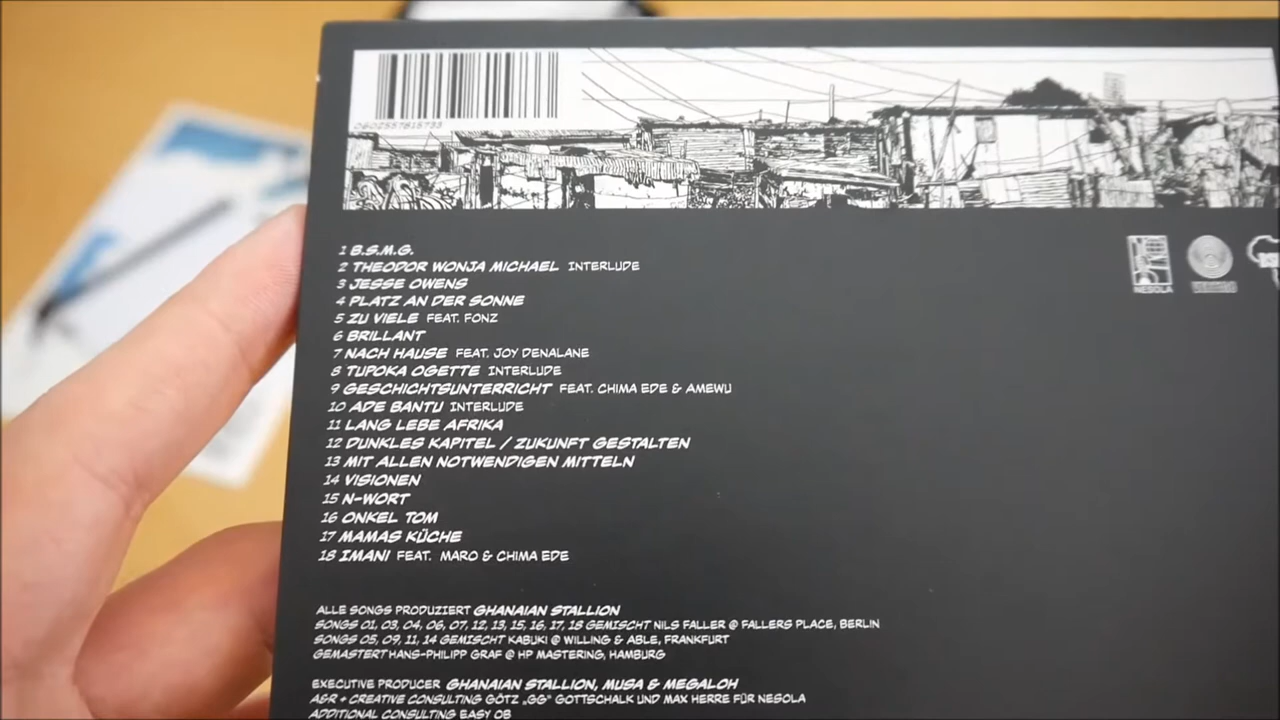 0602557815733
NESOLA
1 B.S.M.G.
2 THEODOR WONJA MICHAEL INTERLUDE
3 JESSE OWENS
4 PLATZ AN DER SONNE
5 ZU VIELE FEAT. FONZ
6 BRILLANT
7 NACH HAUSE FEAT. JOY DENALANE
8 TUPOKA OGETTE INTERLUDE
9 GESCHICHTSUNTERRICHT FEAT. CHIMA EDE & AMEWU
10 ADE BANTU INTERLUDE
11 LANG LEBE AFRIKA
12 DUNKLES KAPITEL / ZUKUNFT GESTALTEN
13 MIT ALLEN NOTWENDIGEN MITTELN
14 VISIONEN
15 N-WORT
16 ONKEL TOM
17 MAMAS KÜCHE
18 IMANI FEAT. MARO & CHIMA EDE
ALLE SONGS PRODUZIERT GHANAIAN STALLION
SONGS 01, 03, 04, 06, 07, 12, 13, 15, 16, 17, 18 GEMISCHT NILS FALLER @ FALLERS PLACE, BERLIN
SONGS 05, 09, 11, 14 GEMISCHT KABUKI @ WILLING & ABLE, FRANKFURT
GEMASTERT HANS-PHILIPP GRAF @ HP MASTERING, HAMBURG
EXECUTIVE PRODUCER GHANAIAN STALLION, MUSA & MEGALOH
A&R + CREATIVE CONSULTING GÖTZ „GG" GOTTSCHALK UND MAX HERRE FÜR NESOLA
ADDITIONAL CONSULTING EASY OB